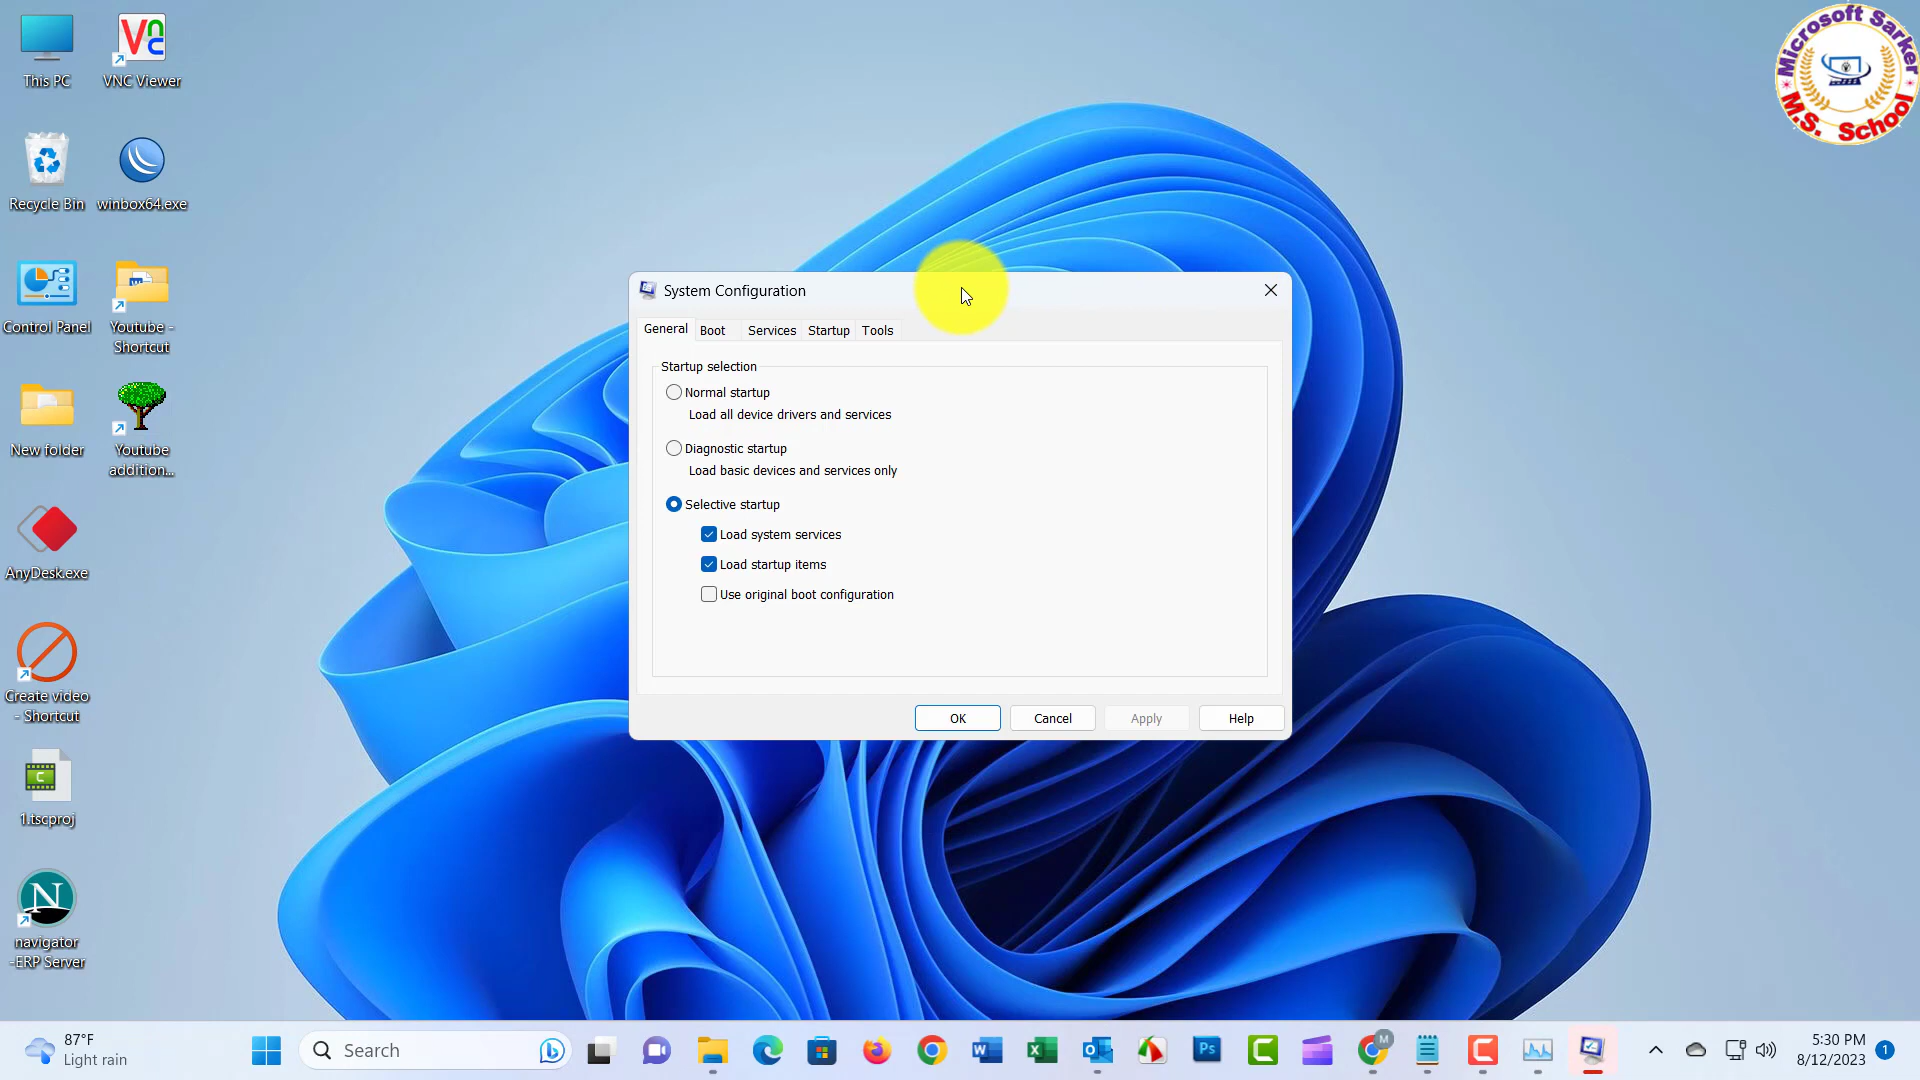 This PC
VNC Viewer
Recycle Bin
winbox64.exe
Control Panel
Youtube -
Shortcut
New folder
Youtube
addition...
AnyDesk.exe
Create video
- Shortcut
1.tscproj
navigator
-ERP Server
Microsoft Sarker
M.S. School
System Configuration
General
Boot
Services
Startup
Tools
Startup selection
Normal startup
Load all device drivers and services
Diagnostic startup
Load basic devices and services only
Selective startup
Load system services
Load startup items
Use original boot configuration
OK
Cancel
Apply
Help
87°F
Light rain
Search
Ps
M
5:30 PM
8/12/2023
1